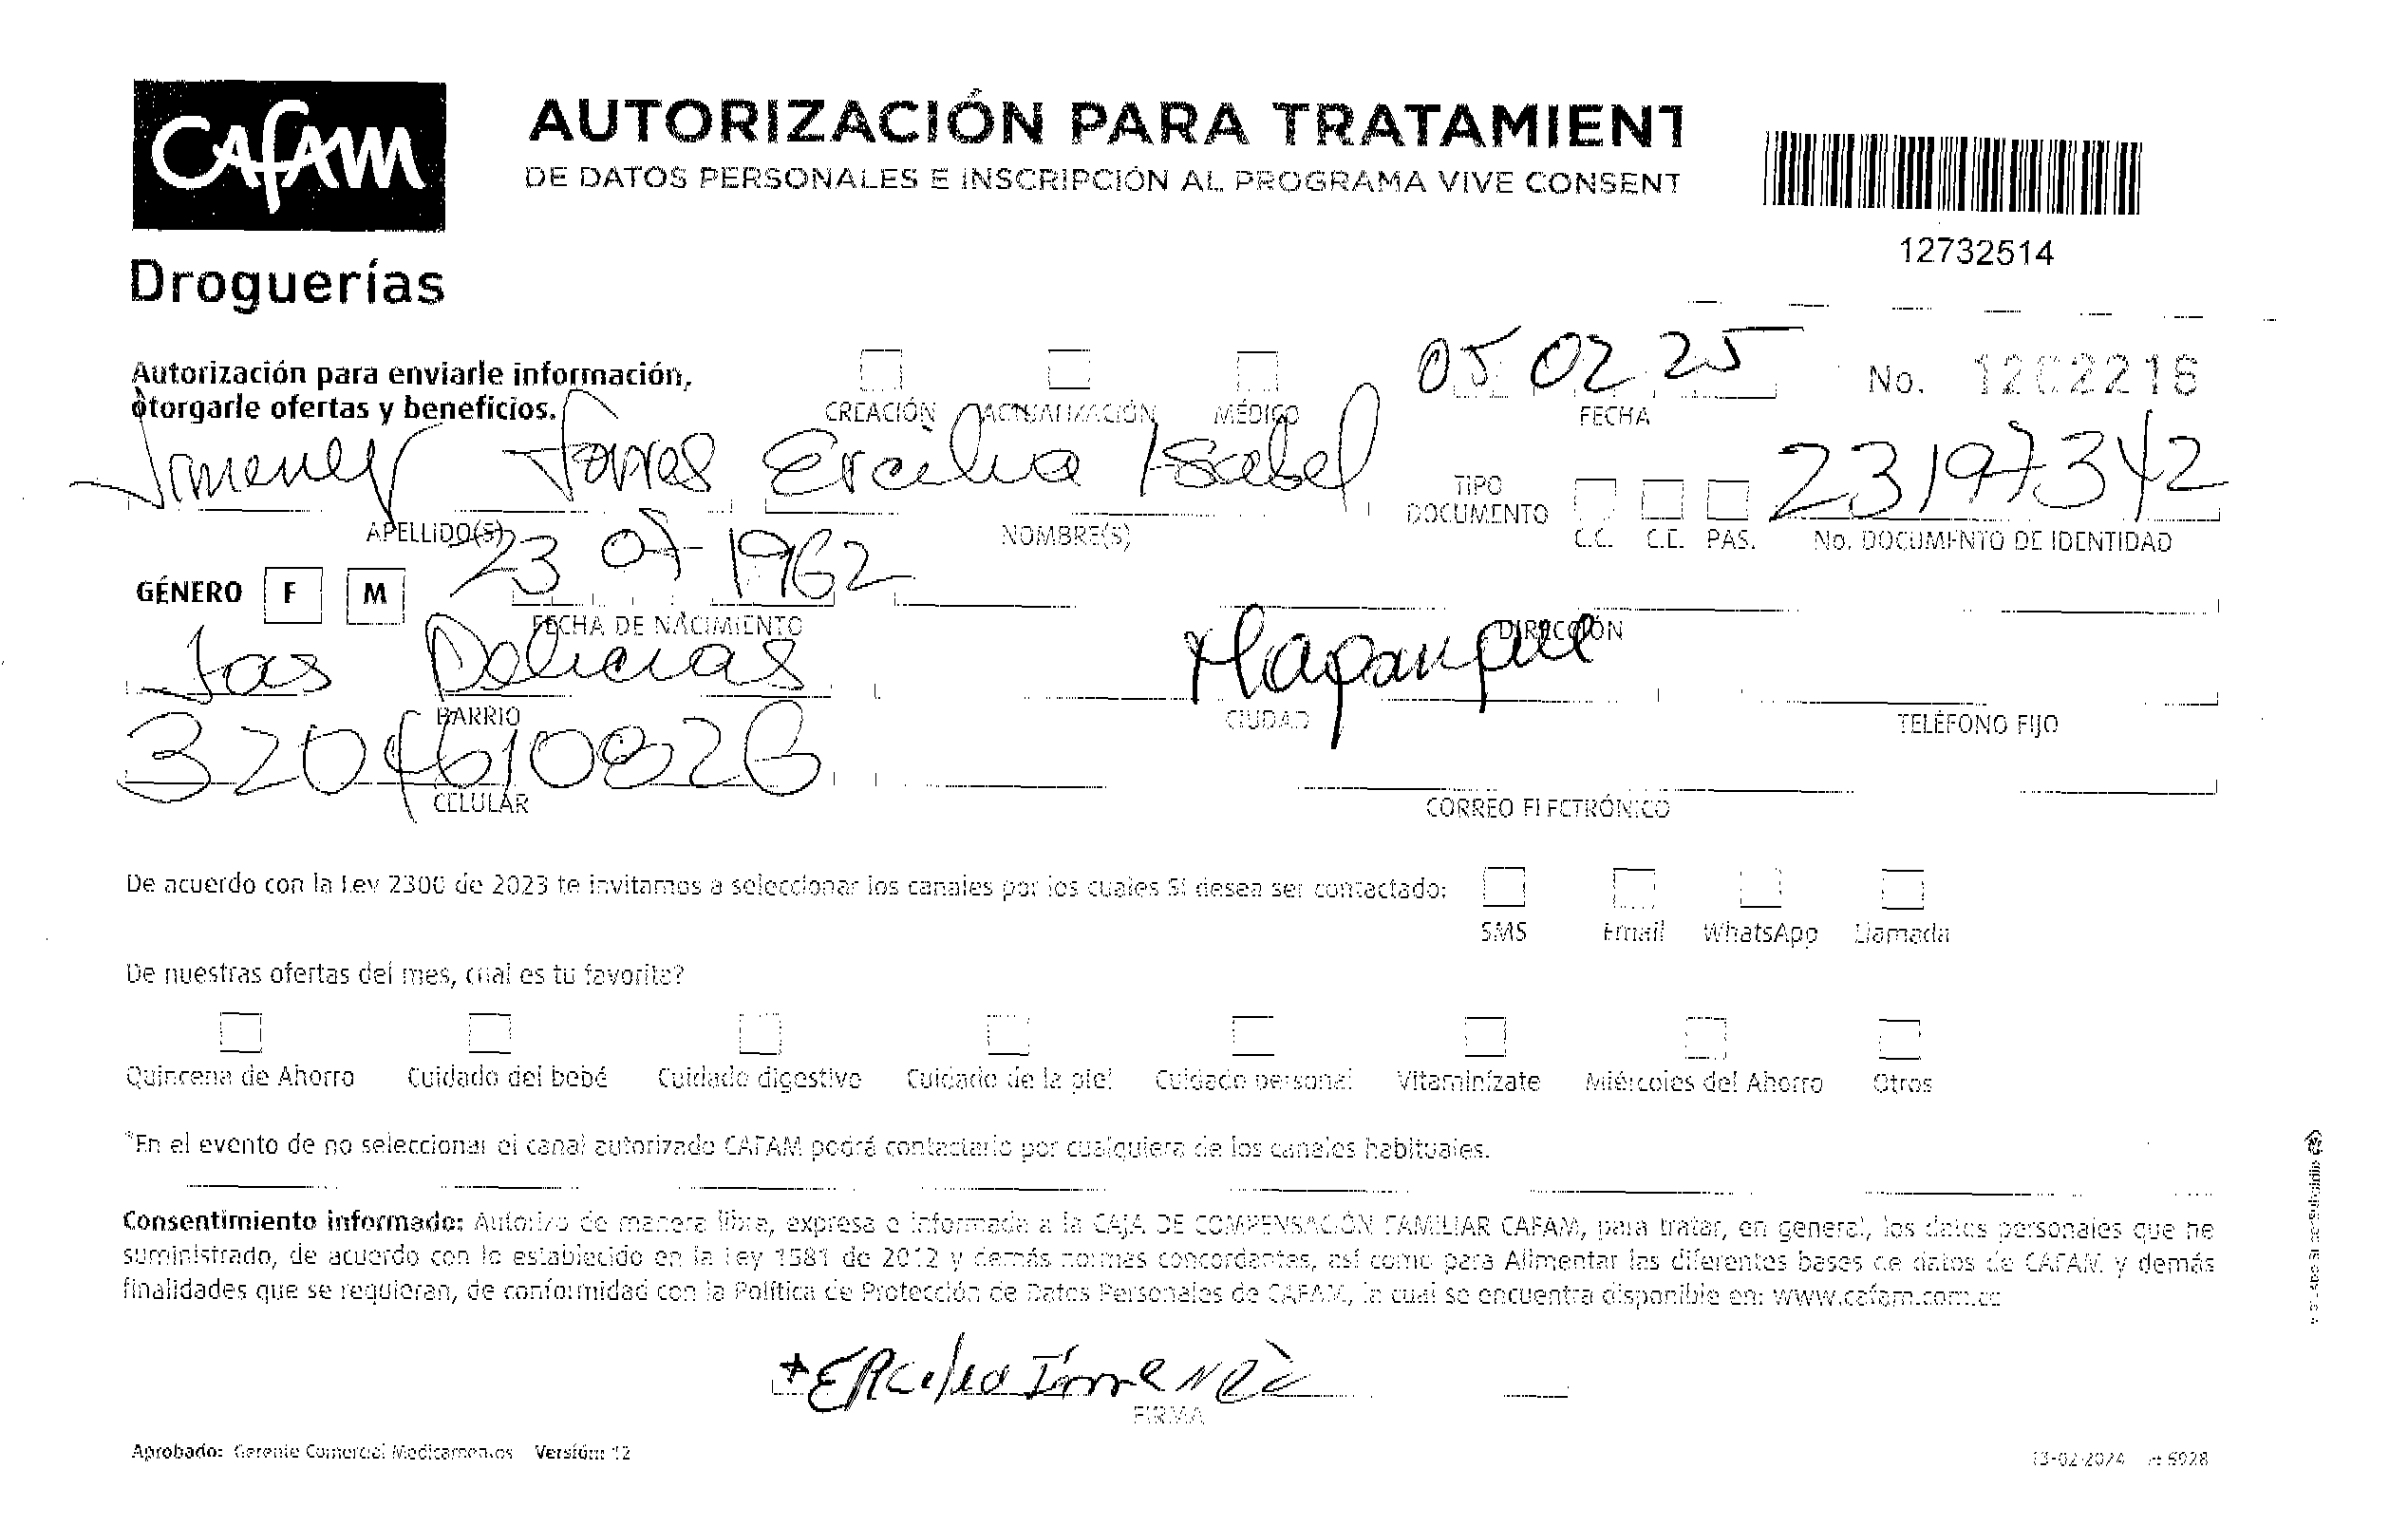 CAFAM
Droguerías
AUTORIZACIÓN PARA TRATAMIENT
DE DATOS PERSONALES E INSCRIPCIÓN AL PROGRAMA VIVE CONSENT
12732514
Autorización para enviarle información,
otorgarle ofertas y beneficios.
CREACIÓN ACTUALIZACIÓN MÉDICO
05 02 25
FECHA
No. 1202216
Jimenez Torres Ercilia Isabel
APELLIDO(S) NOMBRE(S)
TIPO
DOCUMENTO
C.C. C.E. PAS.
23197342
No. DOCUMENTO DE IDENTIDAD
GÉNERO F M
23 07 1962
FECHA DE NACIMIENTO
DIRECCIÓN
Las Delicias
BARRIO
CIUDAD
TELÉFONO FIJO
3204610826
CELULAR
CORREO ELECTRÓNICO
De acuerdo con la Ley 2300 de 2023 te invitamos a seleccionar los canales por los cuales SI desea ser contactado:
SMS Email WhatsApp Llamada
De nuestras ofertas del mes, cual es tu favorita?
Quincena de Ahorro Cuidado del bebé Cuidado digestivo Cuidado de la piel Cuidado personal Vitaminízate Miércoles del Ahorro Otros
*En el evento de no seleccionar el canal autorizado CAFAM podrá contactarlo por cualquiera de los canales habituales.
Consentimiento informado: Autorizo de manera libre, expresa e informada a la CAJA DE COMPENSACIÓN FAMILIAR CAFAM, para tratar, en general, los datos personales que he
suministrado, de acuerdo con lo establecido en la Ley 1581 de 2012 y demás normas concordantes, así como para Alimentar las diferentes bases de datos de CAFAM y demás
finalidades que se requieran, de conformidad con la Política de Protección de Datos Personales de CAFAM, la cual se encuentra disponible en: www.cafam.com.co
Ercilia Jimenez
FIRMA
Aprobado: Gerente Comercial Medicamentos Versión: 12
13-02-2024